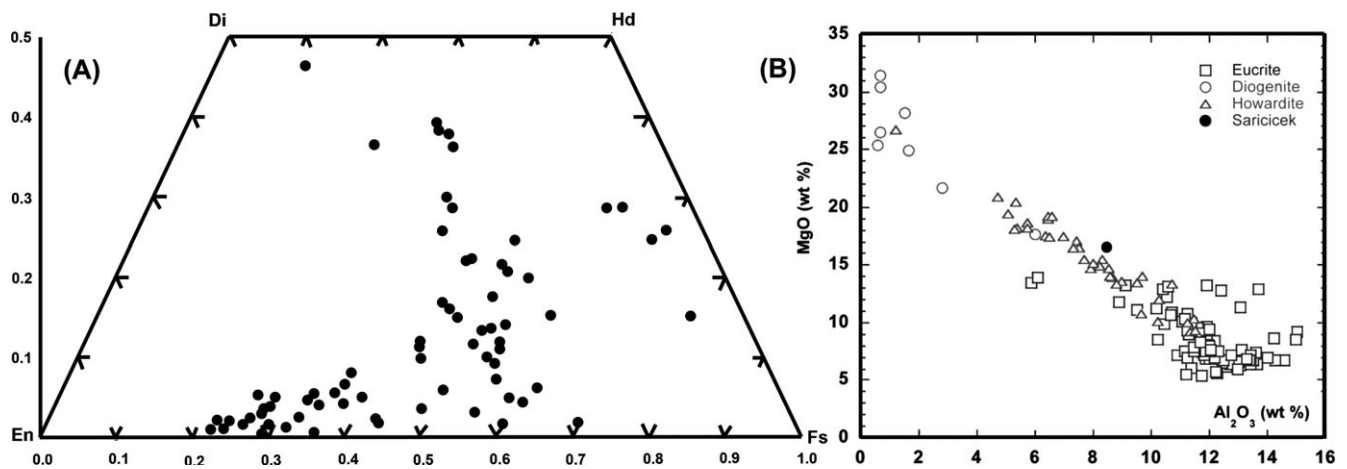 Di
Hd
(A)
0.5
0.4
0.3
0.2
0.1
0.0
En
Fs
0.0 0.1 0.2 0.3 0.4 0.5 0.6 0.7 0.8 0.9 1.0
(B)
MgO (wt %)
35
30
25
20
15
10
5
0
Eucrite
Diogenite
Howardite
Saricicek
Al2O3 (wt %)
0 2 4 6 8 10 12 14 16